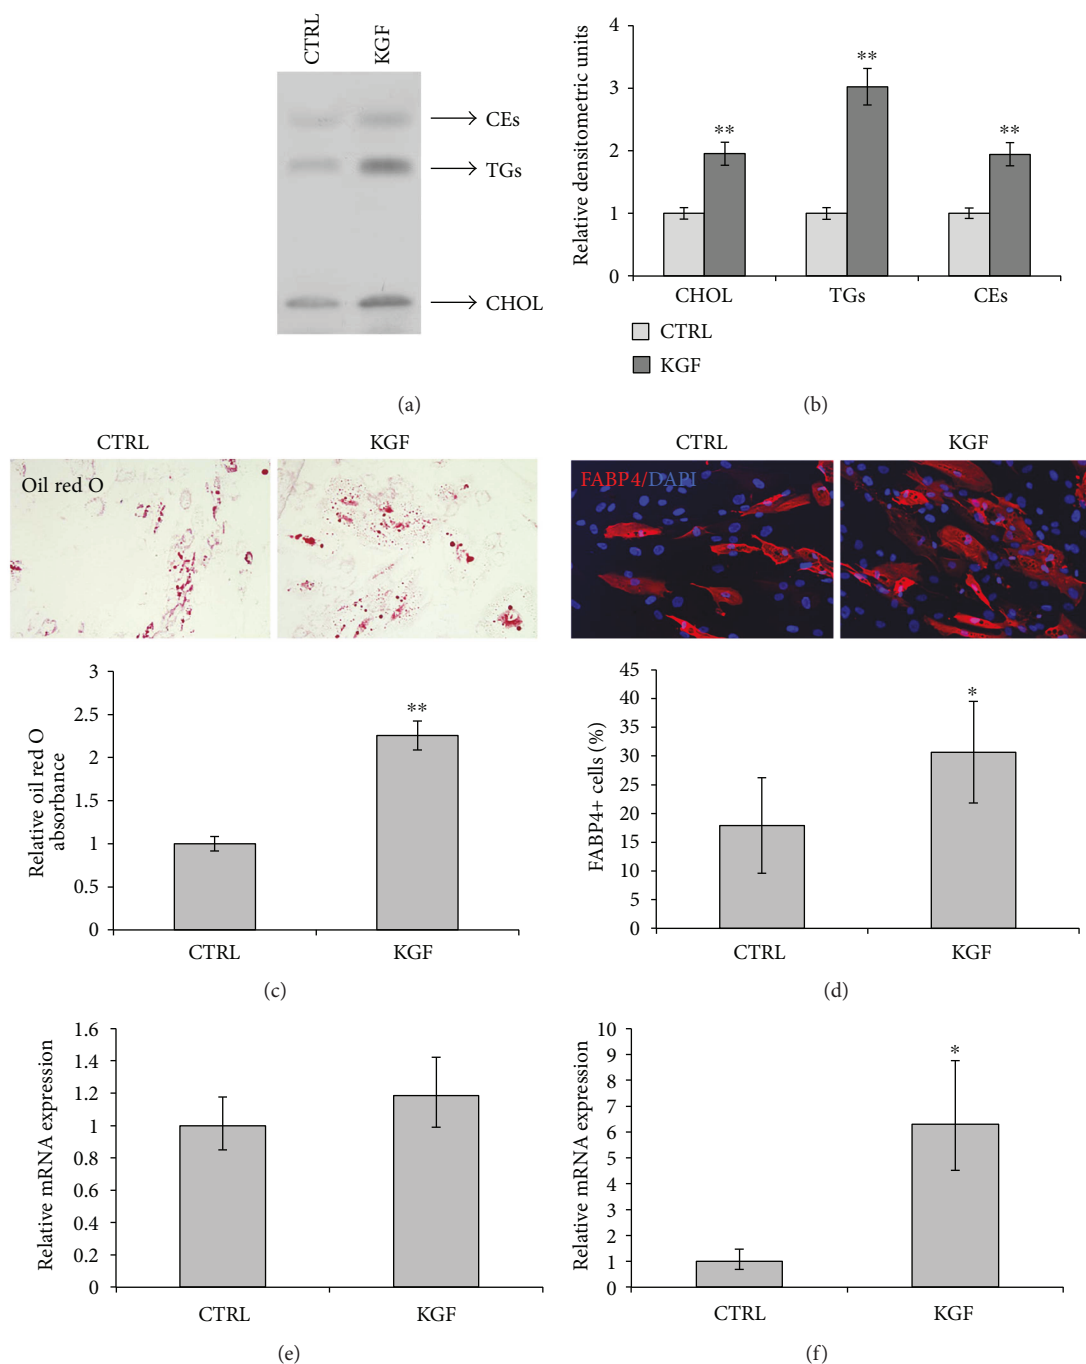 CTRL KGF
CEs
TGs
CHOL
(a)
Relative densitometric units
4
3
2
1
0
** ** **
CHOL TGs CEs
CTRL
KGF
(b)
CTRL KGF
Oil red O
Relative oil red O
absorbance
3
2.5
2
1.5
1
0.5
0
**
CTRL KGF
(c)
CTRL KGF
FABP4/DAPI
FABP4+ cells (%)
45
40
35
30
25
20
15
10
5
0
*
CTRL KGF
(d)
Relative mRNA expression
1.6
1.4
1.2
1
0.8
0.6
0.4
0.2
0
CTRL KGF
(e)
Relative mRNA expression
10
9
8
7
6
5
4
3
2
1
0
*
CTRL KGF
(f)